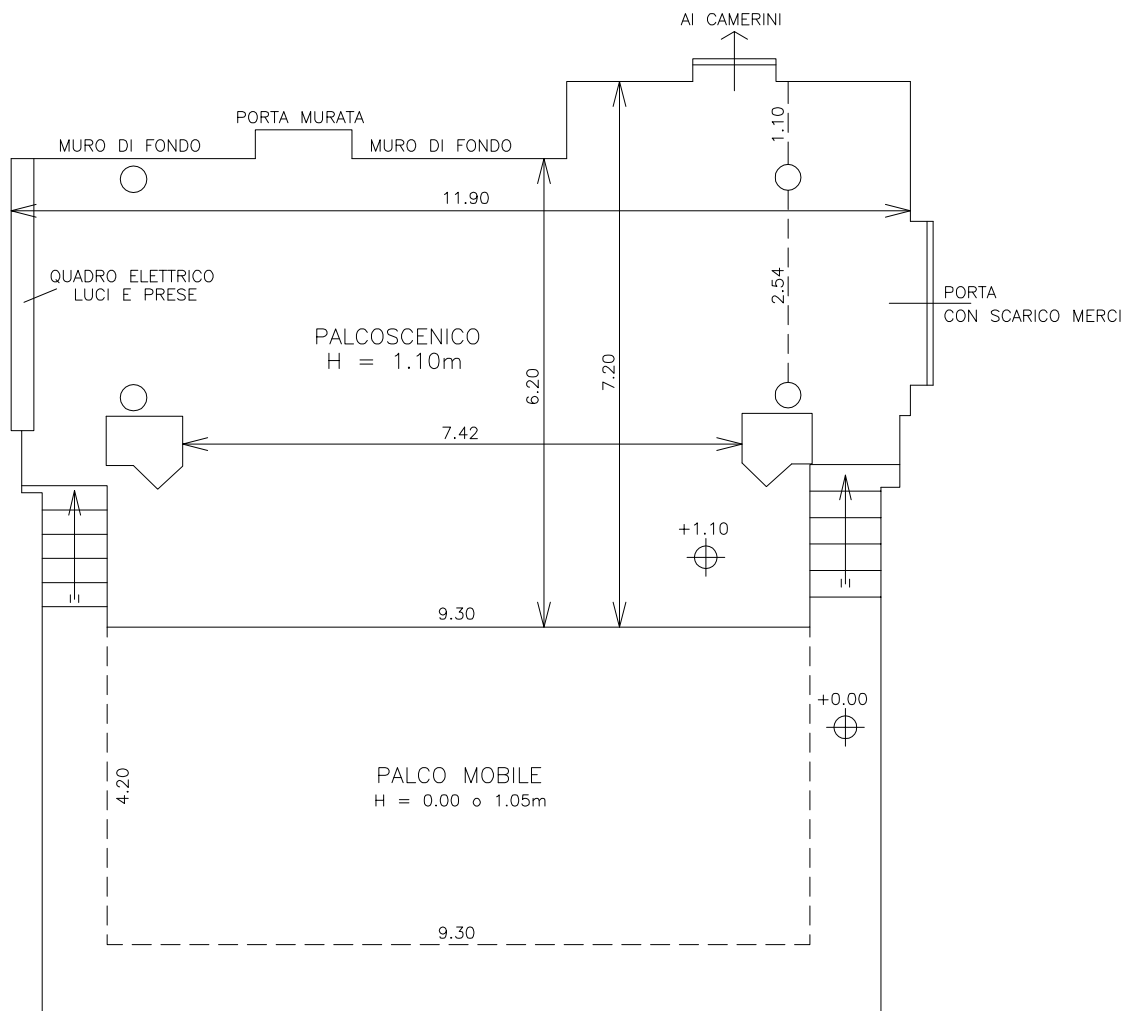 AI CAMERINI
PORTA MURATA
MURO DI FONDO
MURO DI FONDO
1.10
11.90
QUADRO ELETTRICO
LUCI E PRESE
2.54
PORTA
CON SCARICO MERCI
PALCOSCENICO
H = 1.10m
6.20
7.20
7.42
+1.10
9.30
+0.00
4.20
PALCO MOBILE
H = 0.00 o 1.05m
9.30